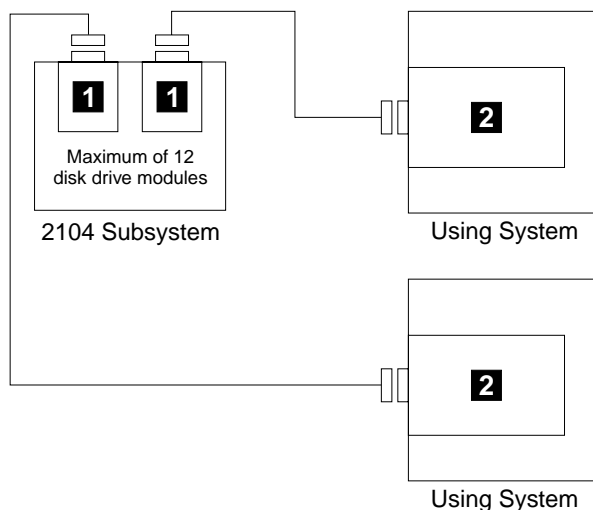 1 1
2
Maximum of 12
disk drive modules
2104 Subsystem
Using System
2
Using System